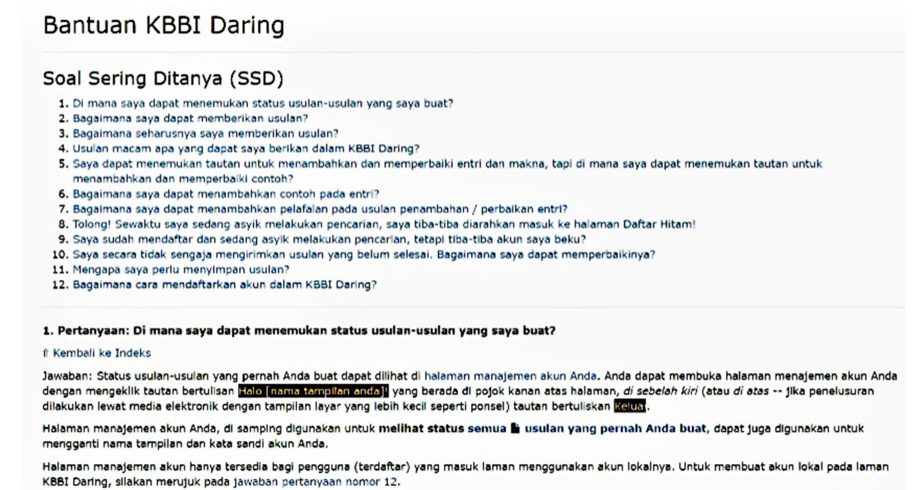 Bantuan KBBI Daring
Soal Sering Ditanya (SSD)
1. Di mana saya dapat menemukan status usulan-usulan yang saya buat?
2. Bagaimana saya dapat memberikan usulan?
3. Bagaimana seharusnya saya memberikan usulan?
4. Usulan macam apa yang dapat saya berikan dalam KBBI Daring?
5. Saya dapat menemukan tautan untuk menambahkan dan memperbaiki entri dan makna, tapi di mana saya dapat menemukan tautan untuk
menambahkan dan memperbaiki contoh?
6. Bagaimana saya dapat menambahkan contoh pada entri?
7. Bagaimana saya dapat menambahkan pelafalan pada usulan penambahan / perbaikan entri?
8. Tolong! Sewaktu saya sedang asyik melakukan pencarian, saya tiba-tiba diarahkan masuk ke halaman Daftar Hitam!
9. Saya sudah mendaftar dan sedang asyik melakukan pencarian, tetapi tiba-tiba akun saya beku?
10. Saya secara tidak sengaja mengirimkan usulan yang belum selesai. Bagaimana saya dapat memperbaikinya?
11. Mengapa saya perlu menyimpan usulan?
12. Bagaimana cara mendaftarkan akun dalam KBBI Daring?
1. Pertanyaan: Di mana saya dapat menemukan status usulan-usulan yang saya buat?
⇑ Kembali ke Indeks
Jawaban: Status usulan-usulan yang pernah Anda buat dapat dilihat di halaman manajemen akun Anda. Anda dapat membuka halaman menajemen akun Anda
dengan mengeklik tautan bertulisan Halo [nama tampilan anda]! yang berada di pojok kanan atas halaman, di sebelah kiri (atau di atas -- jika penelusuran
dilakukan lewat media elektronik dengan tampilan layar yang lebih kecil seperti ponsel) tautan bertuliskan Keluar.
Halaman manajemen akun Anda, di samping digunakan untuk melihat status semua usulan yang pernah Anda buat, dapat juga digunakan untuk
mengganti nama tampilan dan kata sandi akun Anda.
Halaman manajemen akun hanya tersedia bagi pengguna (terdaftar) yang masuk laman menggunakan akun lokalnya. Untuk membuat akun lokal pada laman
KBBI Daring, silakan merujuk pada jawaban pertanyaan nomor 12.